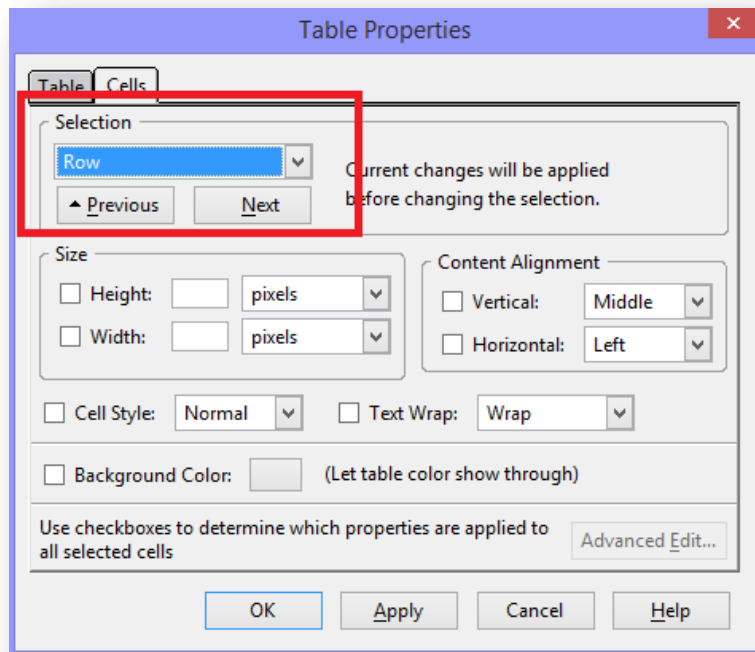 Table Properties
Table Cells
Selection
Row
Current changes will be applied
before changing the selection.
Previous Next
Size
Height: pixels
Width: pixels
Content Alignment
Vertical: Middle
Horizontal: Left
Cell Style: Normal Text Wrap: Wrap
Background Color: (Let table color show through)
Use checkboxes to determine which properties are applied to
all selected cells
Advanced Edit...
OK Apply Cancel Help